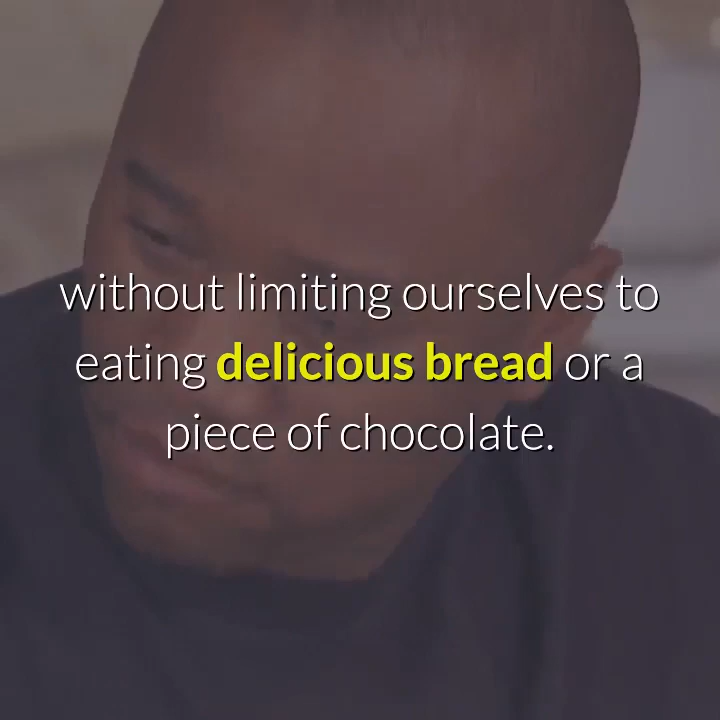 without limiting ourselves to
eating delicious bread or a
piece of chocolate.